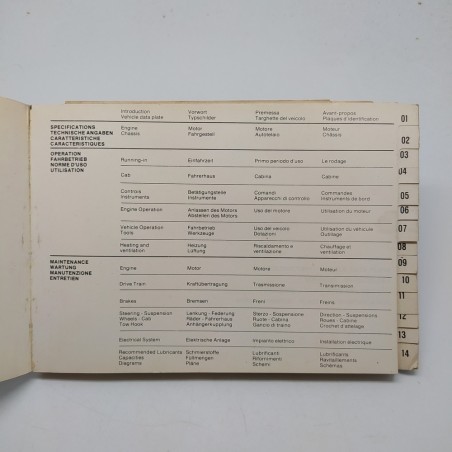 Introduction Vorwort Premessa Avant-propos 01
Vehicle data plate Typschilder Targhette del veicolo Plaques d'identification
SPECIFICATIONS Engine Motor Motore Moteur 02
TECHNISCHE ANGABEN Chassis Fahrgestell Autotelaio Châssis
CARATTERISTICHE
CARACTERISTIQUES
OPERATION 03
FAHRBETRIEB Running-in Einfahrzeit Primo periodo d'uso Le rodage
NORME D'USO
UTILISATION Cab Fahrerhaus Cabina Cabine 04
Controls Betätigungsteile Comandi Commandes 05
Instruments Instrumente Apparecchi di controllo Instruments de bord
Engine Operation Anlassen des Motors Uso del motore Utilisation du moteur 06
Abstellen des Motors
Vehicle Operation Fahrbetrieb Uso del veicolo Utilisation du véhicule 07
Tools Werkzeuge Dotazioni Outillage
Heating and Heizung Riscaldamento e Chauffage et 08
ventilation Lüftung ventilazione ventilation
MAINTENANCE Engine Motor Motore Moteur 09
WARTUNG
MANUTENZIONE
ENTRETIEN Drive Train Kraftübertragung Trasmissione Transmission 10
Brakes Bremsen Freni Freins 11
Steering - Suspension Lenkung - Federung Sterzo - Sospensione Direction - Suspension 12
Wheels - Cab Räder - Fahrerhaus Ruote - Cabina Roues - Cabine
Tow Hook Anhängerkupplung Gancio di traino Crochet d'attelage
Electrical System Elektrische Anlage Impianto elettrico Installation électrique 13
Recommended Lubricants Schmierstoffe Lubrificanti Lubrifiants 14
Capacities Füllmengen Rifornimenti Ravitaillements
Diagrams Pläne Schemi Schémas